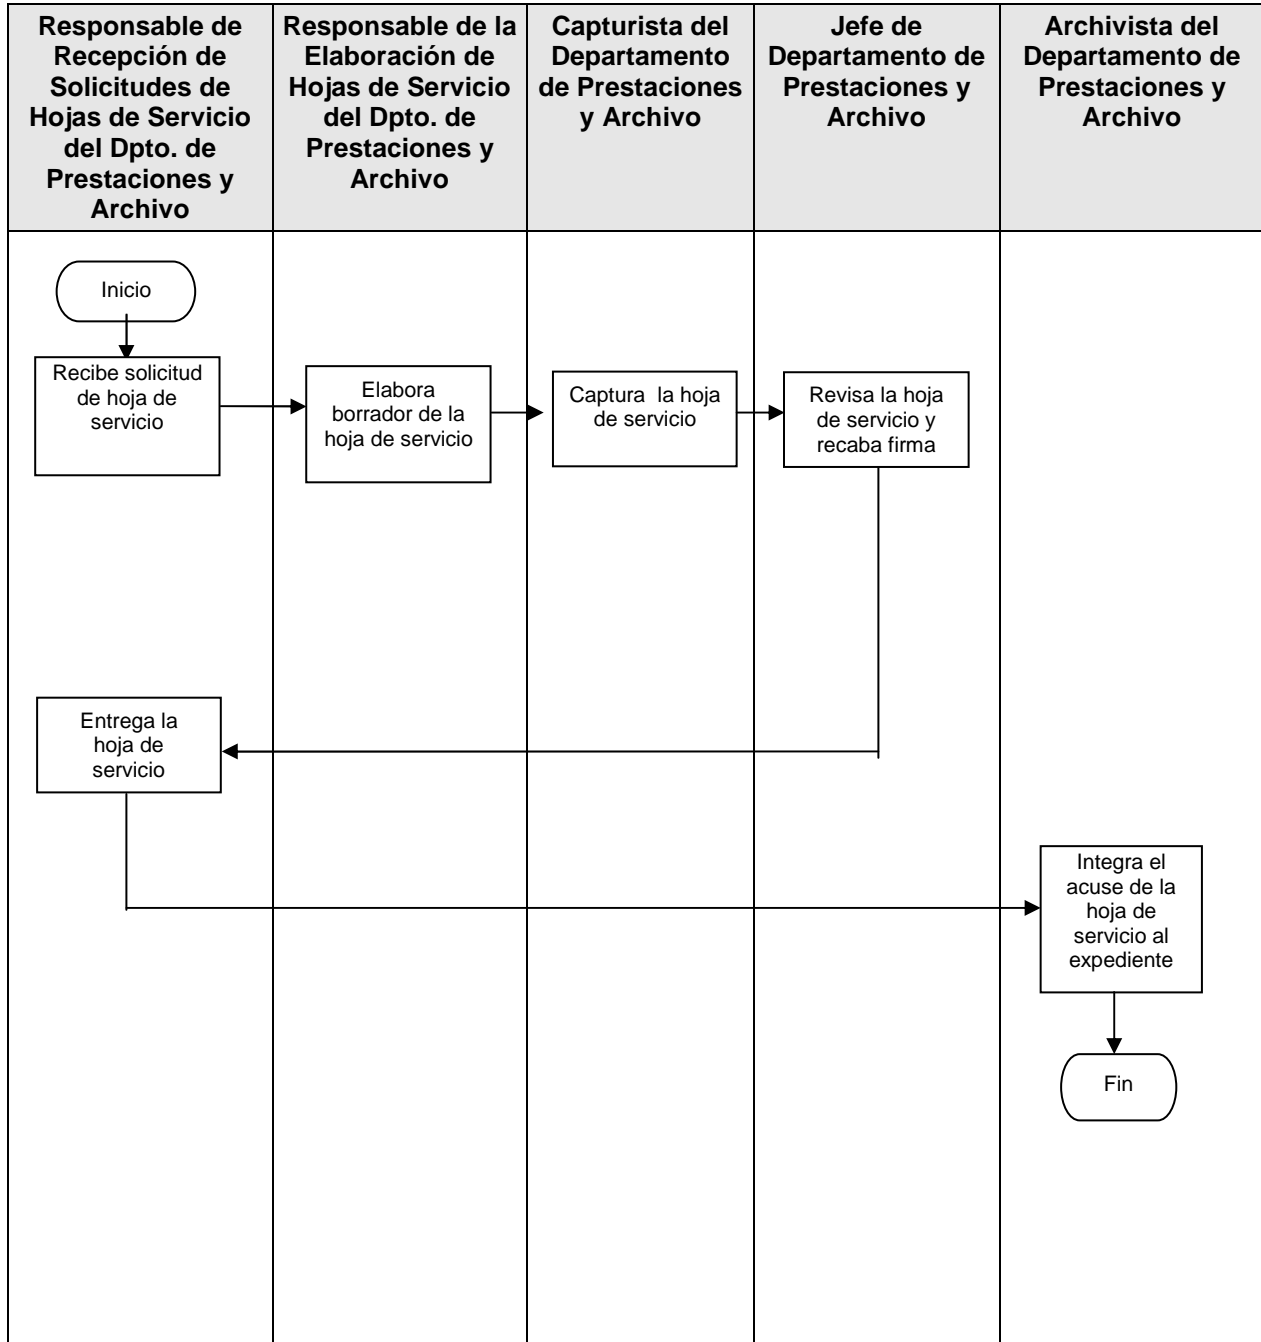 Responsable de
Recepción de
Solicitudes de
Hojas de Servicio
del Dpto. de
Prestaciones y
Archivo
Responsable de la
Elaboración de
Hojas de Servicio
del Dpto. de
Prestaciones y
Archivo
Capturista del
Departamento
de Prestaciones
y Archivo
Jefe de
Departamento de
Prestaciones y
Archivo
Archivista del
Departamento de
Prestaciones y
Archivo
Inicio
Recibe solicitud
de hoja de
servicio
Elabora
borrador de la
hoja de servicio
Captura la hoja
de servicio
Revisa la hoja
de servicio y
recaba firma
Entrega la
hoja de
servicio
Integra el
acuse de la
hoja de
servicio al
expediente
Fin